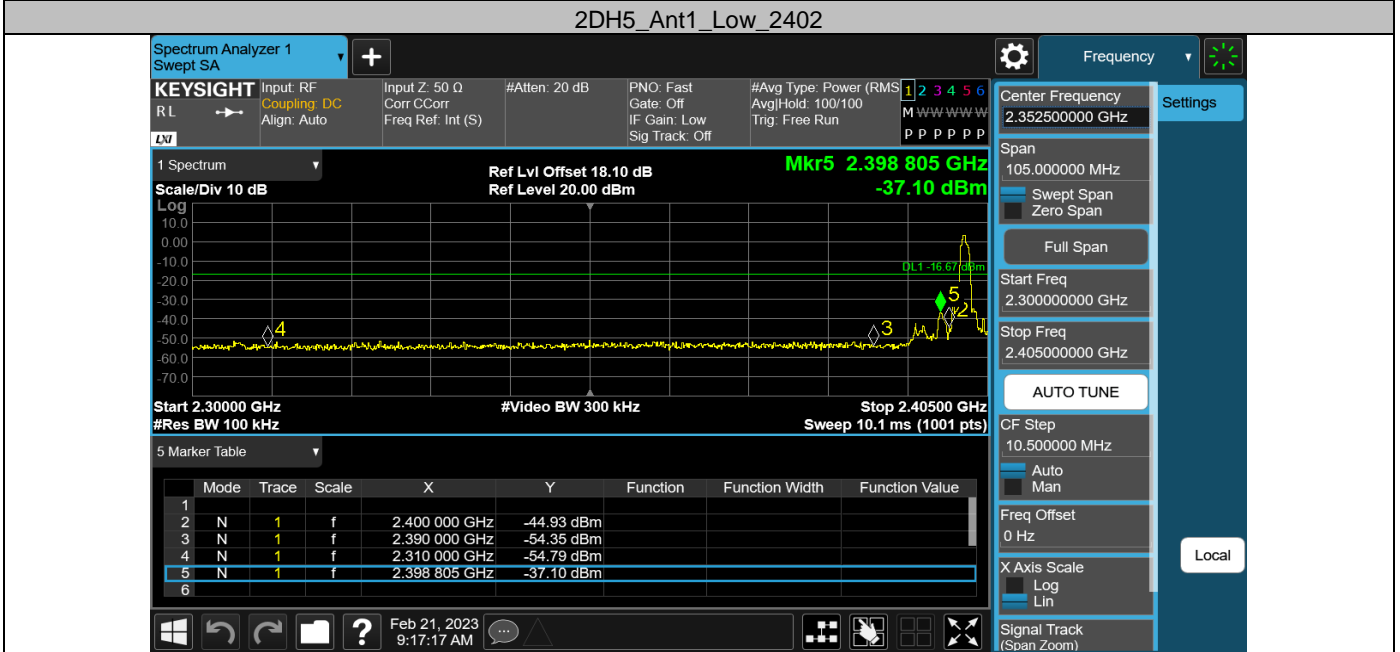 2DH5_Ant1_Low_2402
Spectrum Analyzer 1
Swept SA
+
Frequency
KEYSIGHT
R L
LXI
Input: RF
Coupling: DC
Align: Auto
Input Z: 50 Ω
Corr CCorr
Freq Ref: Int (S)
#Atten: 20 dB
PNO: Fast
Gate: Off
IF Gain: Low
Sig Track: Off
#Avg Type: Power (RMS
Avg|Hold: 100/100
Trig: Free Run
1 2 3 4 5 6
M W W W W W
P P P P P P
1 Spectrum
Scale/Div 10 dB
Ref Lvl Offset 18.10 dB
Ref Level 20.00 dBm
Mkr5 2.398 805 GHz
-37.10 dBm
Log
10.0
0.00
-10.0
-20.0
-30.0
-40.0
-50.0
-60.0
-70.0
DL1 -16.67 dBm
4
3
5
2
Start 2.30000 GHz
#Res BW 100 kHz
#Video BW 300 kHz
Stop 2.40500 GHz
Sweep 10.1 ms (1001 pts)
5 Marker Table
Mode Trace Scale X Y Function Function Width Function Value
1
2 N 1 f 2.400 000 GHz -44.93 dBm
3 N 1 f 2.390 000 GHz -54.35 dBm
4 N 1 f 2.310 000 GHz -54.79 dBm
5 N 1 f 2.398 805 GHz -37.10 dBm
6
?
Feb 21, 2023
9:17:17 AM
Center Frequency
2.352500000 GHz
Span
105.000000 MHz
Swept Span
Zero Span
Full Span
Start Freq
2.300000000 GHz
Stop Freq
2.405000000 GHz
AUTO TUNE
CF Step
10.500000 MHz
Auto
Man
Freq Offset
0 Hz
X Axis Scale
Log
Lin
Signal Track
(Span Zoom)
Settings
Local